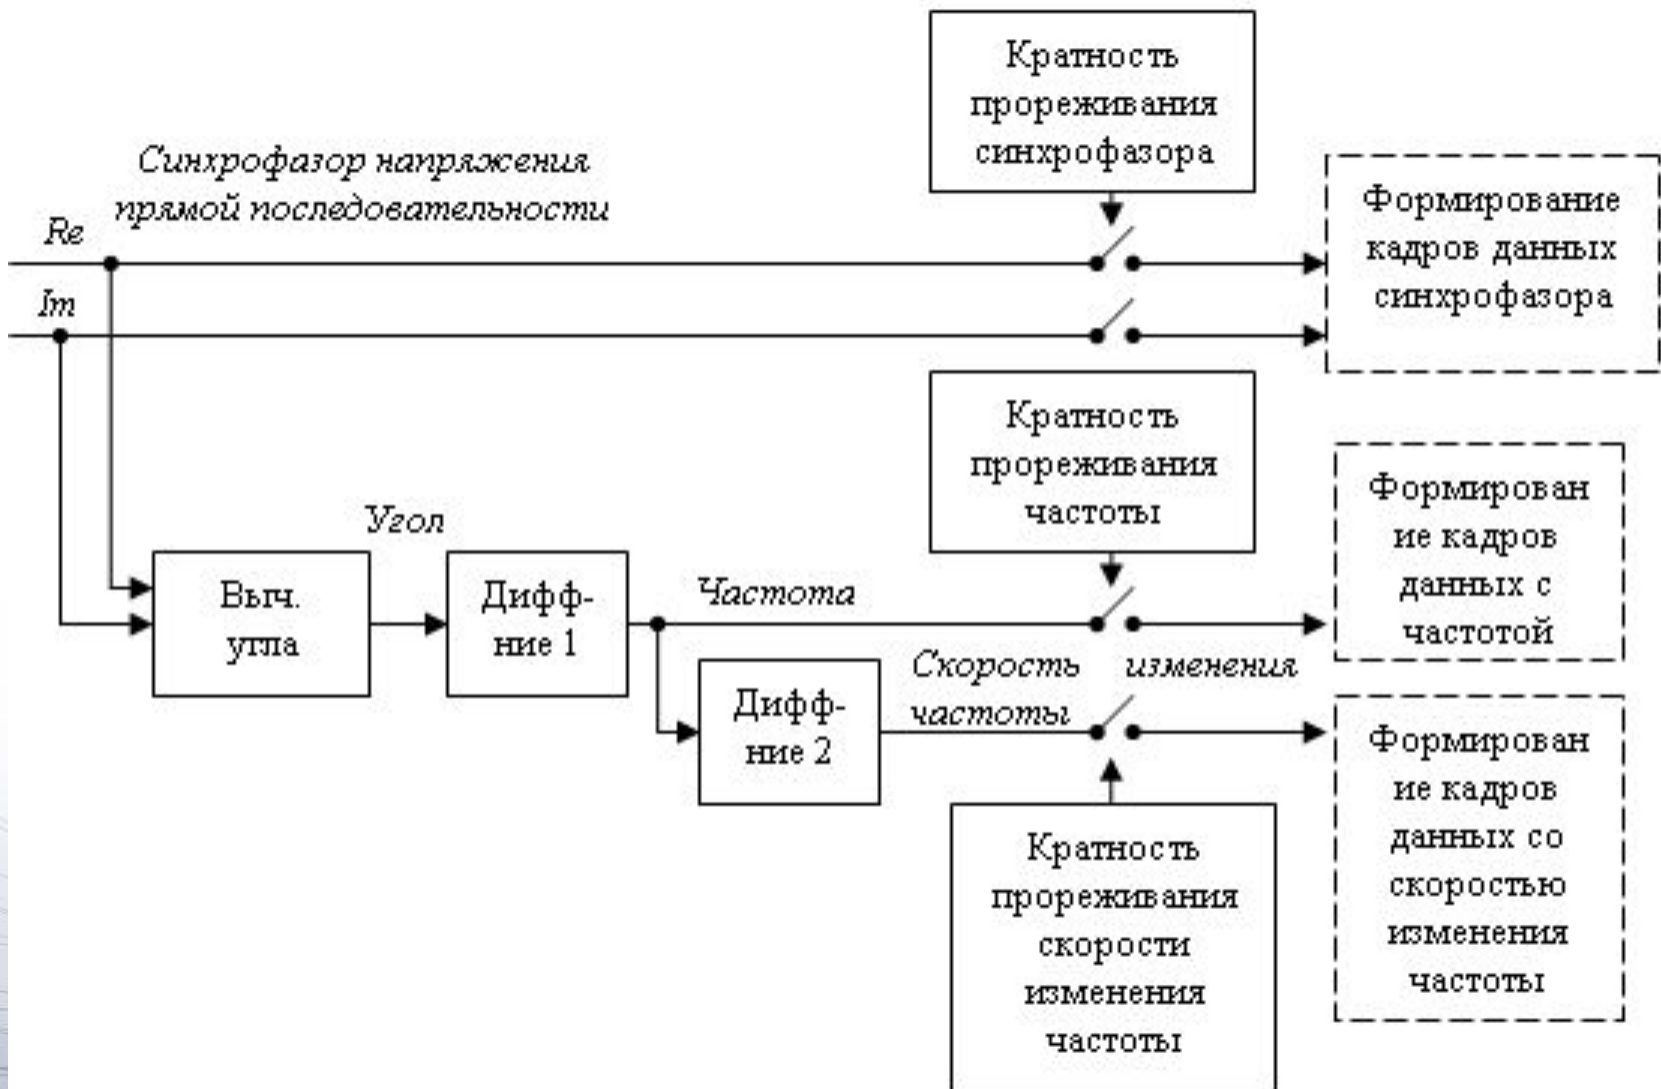 Кратность
прореживания
синхрофазора
Синхрофазор напряжения
прямой последовательности
Re
Im
Формирование
кадров данных
синхрофазора
Кратность
прореживания
частоты
Угол
Выч.
угла
Дифф-
ние 1
Частота
Формирован
ие кадров
данных с
частотой
Скорость изменения
частоты
Дифф-
ние 2
Кратность
прореживания
скорости
изменения
частоты
Формирован
ие кадров
данных со
скоростью
изменения
частоты